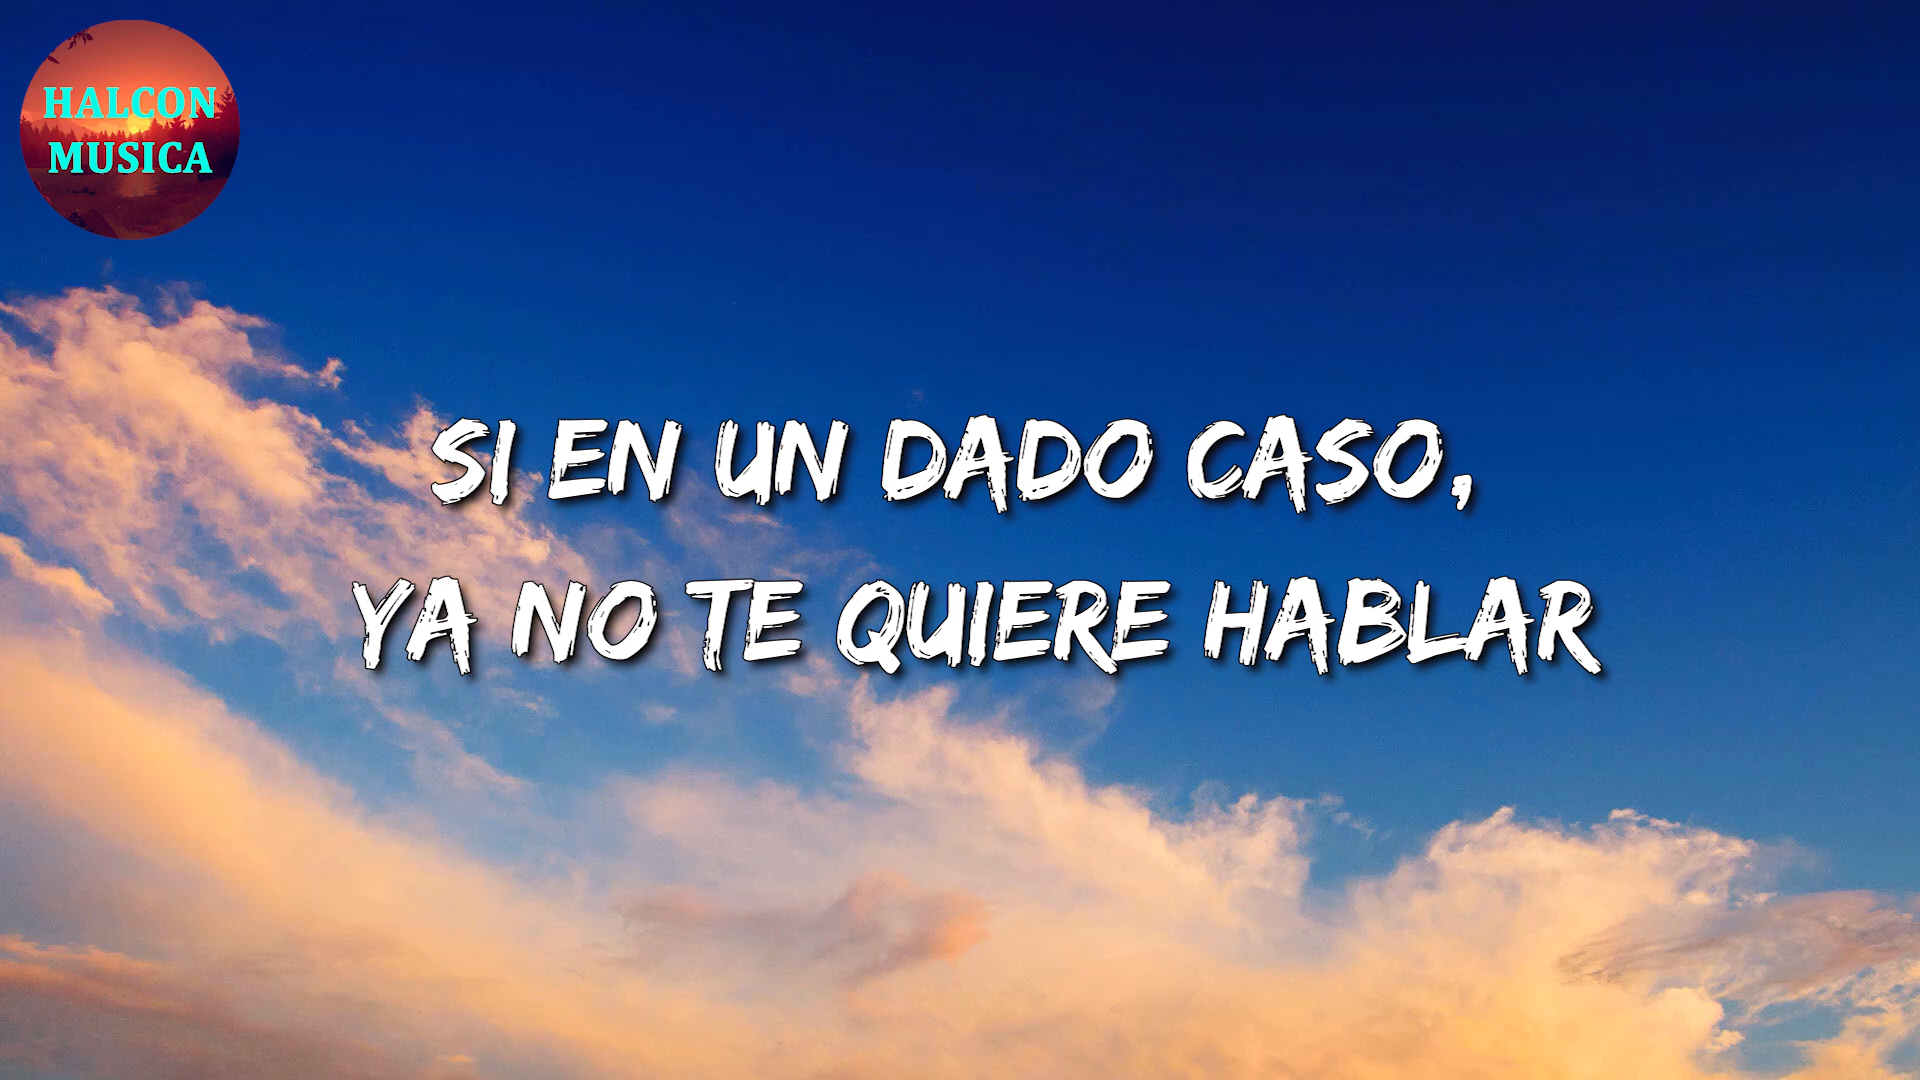 HALCON
MUSICA
SI EN UN DADO CASO,
YA NO TE QUIERE HABLAR